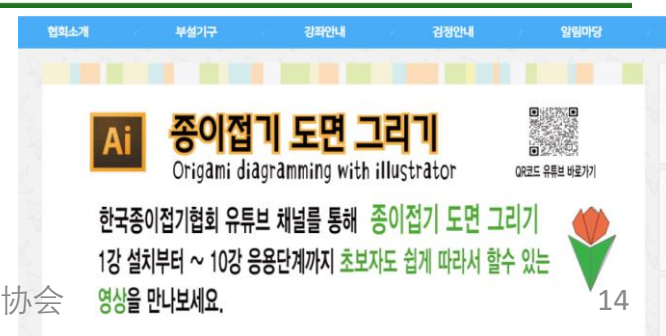 협회소개 / 부설기구 / 강좌안내 / 검정안내 / 알림마당 /
Ai
종이접기 도면 그리기
Origami diagramming with illustrator
QR코드 유튜브 바로가기
한국종이접기협회 유튜브 채널를 통해 종이접기 도면 그리기
1강 설치부터 ~ 10강 응용단계까지 초보자도 쉽게 따라서 할수 있는
영상을 만나보세요.
协会
14